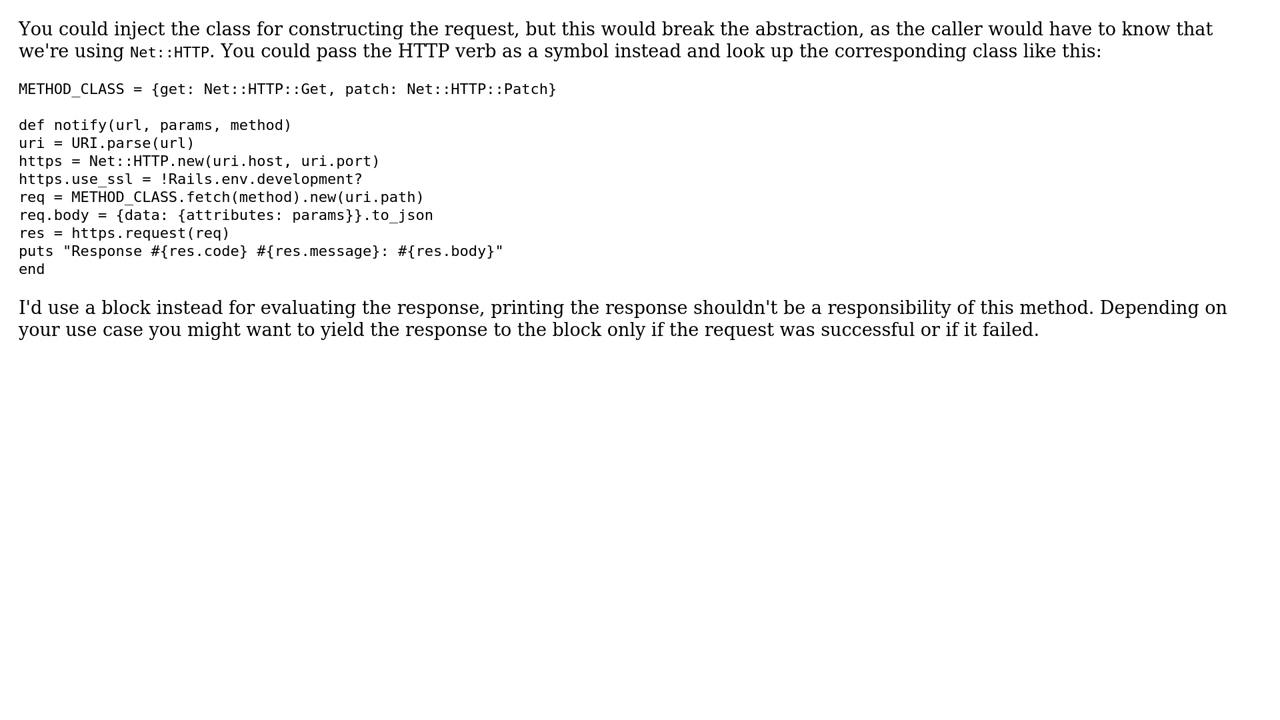 You could inject the class for constructing the request, but this would break the abstraction, as the caller would have to know that
we're using Net::HTTP. You could pass the HTTP verb as a symbol instead and look up the corresponding class like this:
METHOD_CLASS = {get: Net::HTTP::Get, patch: Net::HTTP::Patch}
def notify(url, params, method)
uri = URI.parse(url)
https = Net::HTTP.new(uri.host, uri.port)
https.use_ssl = !Rails.env.development?
req = METHOD_CLASS.fetch(method).new(uri.path)
req.body = {data: {attributes: params}}.to_json
res = https.request(req)
puts "Response #{res.code} #{res.message}: #{res.body}"
end
I'd use a block instead for evaluating the response, printing the response shouldn't be a responsibility of this method. Depending on
your use case you might want to yield the response to the block only if the request was successful or if it failed.